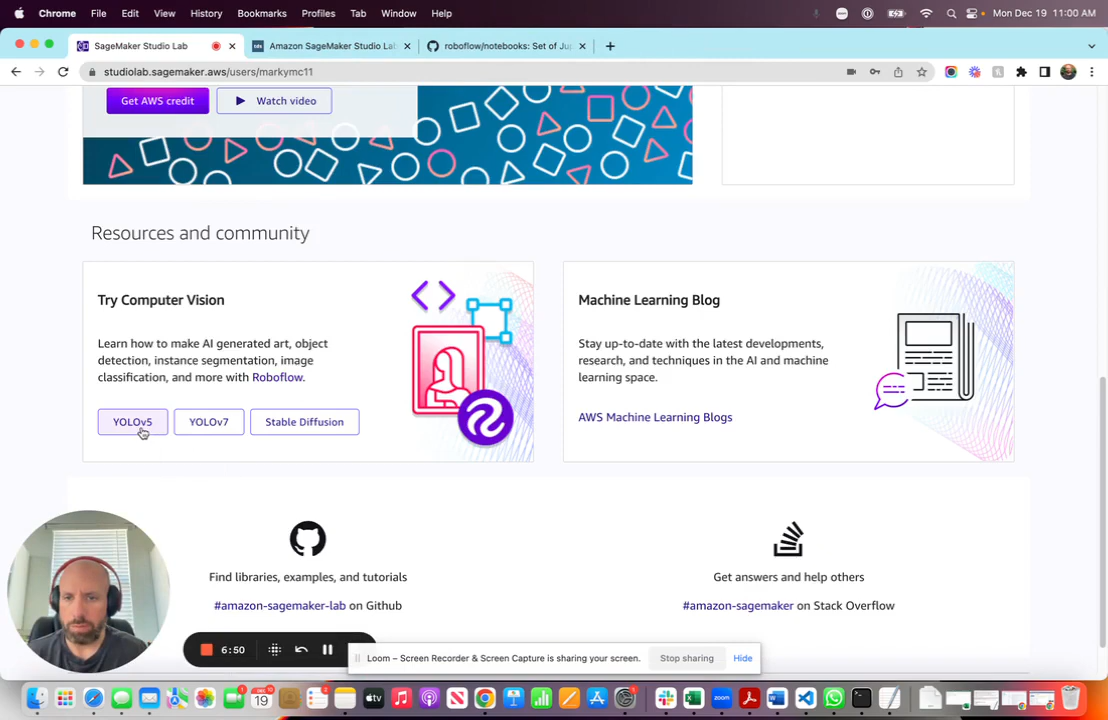 Chrome File Edit View History Bookmarks Profiles Tab Window Help Mon Dec 19 11:00 AM
SageMaker Studio Lab Amazon SageMaker Studio Lab roboflow/notebooks: Set of Ju
studiolab.sagemaker.aws/users/markymc11
Get AWS credit Watch video
Resources and community
Try Computer Vision
Learn how to make AI generated art, object
detection, instance segmentation, image
classification, and more with Roboflow.
YOLOv5 YOLOv7 Stable Diffusion
Machine Learning Blog
Stay up-to-date with the latest developments,
research, and techniques in the AI and machine
learning space.
AWS Machine Learning Blogs
Find libraries, examples, and tutorials
#amazon-sagemaker-lab on Github
Get answers and help others
#amazon-sagemaker on Stack Overflow
6:50
Loom – Screen Recorder & Screen Capture is sharing your screen. Stop sharing Hide